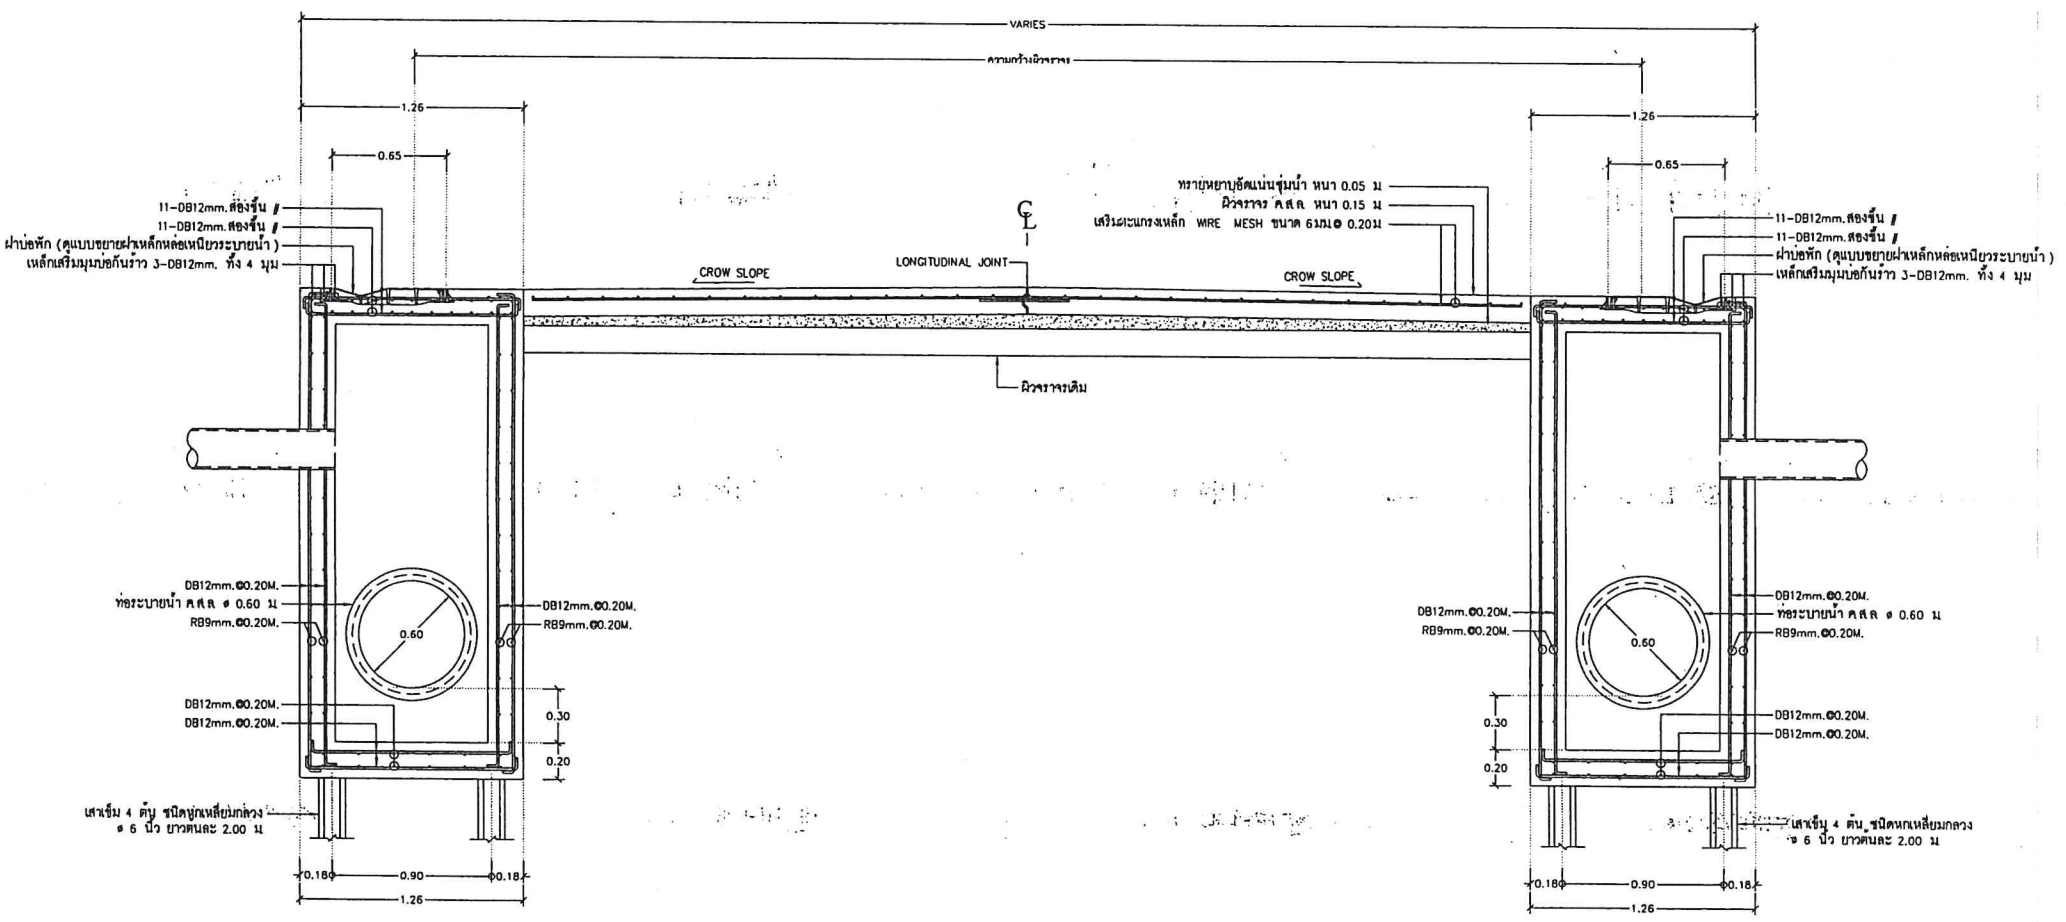 VARIES
ความกว้างผิวจราจร
1.26
1.26
0.65
0.65
ทรายหยาบอัดแน่นชุ่มน้ำ หนา 0.05 ม
ผิวจราจร ค.ส.ล. หนา 0.15 ม
เสริมตะแกรงเหล็ก WIRE MESH ขนาด 6มม@ 0.20ม
11-DB12mm.สองชั้น //
11-DB12mm.สองชั้น //
ฝาบ่อพัก (ดูแบบขยายฝาเหล็กหล่อเหนียวระบายน้ำ)
เหล็กเสริมมุมบ่อกันร้าว 3-DB12mm. ทั้ง 4 มุม
11-DB12mm.สองชั้น //
11-DB12mm.สองชั้น //
ฝาบ่อพัก (ดูแบบขยายฝาเหล็กหล่อเหนียวระบายน้ำ)
เหล็กเสริมมุมบ่อกันร้าว 3-DB12mm. ทั้ง 4 มุม
CL
CROW SLOPE
LONGITUDINAL JOINT
CROW SLOPE
ผิวจราจรเดิม
DB12mm.@0.20M.
ท่อระบายน้ำ ค.ส.ล ø 0.60 ม
RB9mm.@0.20M.
0.60
DB12mm.@0.20M.
RB9mm.@0.20M.
DB12mm.@0.20M.
DB12mm.@0.20M.
0.30
0.20
DB12mm.@0.20M.
RB9mm.@0.20M.
0.60
DB12mm.@0.20M.
ท่อระบายน้ำ ค.ส.ล ø 0.60 ม
RB9mm.@0.20M.
DB12mm.@0.20M.
DB12mm.@0.20M.
0.30
0.20
เสาเข็ม 4 ต้น ชนิดหกเหลี่ยมกลวง
ø 6 นิ้ว ยาวต้นละ 2.00 ม
เสาเข็ม 4 ต้น ชนิดหกเหลี่ยมกลวง
ø 6 นิ้ว ยาวต้นละ 2.00 ม
0.18
0.90
0.18
1.26
0.18
0.90
0.18
1.26